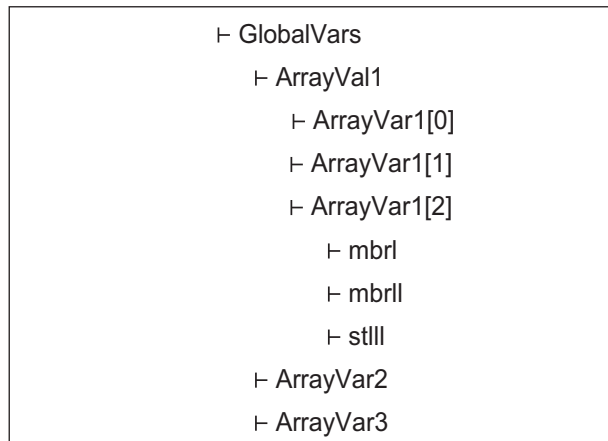 ⊢ GlobalVars
⊢ ArrayVal1
⊢ ArrayVar1[0]
⊢ ArrayVar1[1]
⊢ ArrayVar1[2]
⊢ mbrI
⊢ mbrII
⊢ stIII
⊢ ArrayVar2
⊢ ArrayVar3